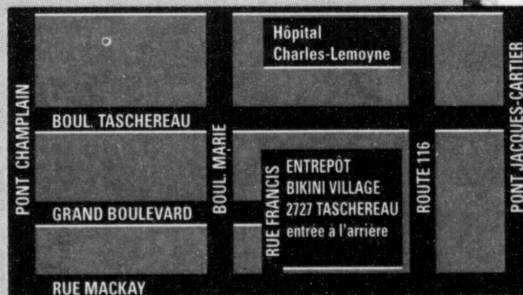 Hôpital
Charles-Lemoyne
PONT CHAMPLAIN
BOUL. TASCHEREAU
BOUL. MARIE
ROUTE 116
PONT JACQUES-CARTIER
GRAND BOULEVARD
RUE FRANCIS
ENTREPÔT
BIKINI VILLAGE
2727 TASCHEREAU
entrée à l'arrière
RUE MACKAY